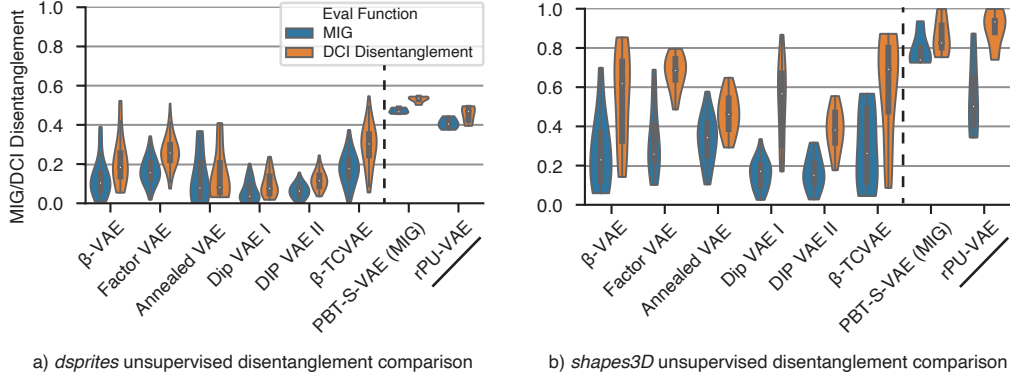 Eval Function
MIG
DCI Disentanglement
MIG/DCI Disentanglement
1.0
0.8
0.6
0.4
0.2
0.0
β-VAE
Factor VAE
Annealed VAE
Dip VAE I
DIP VAE II
β-TCVAE
PBT-S-VAE (MIG)
rPU-VAE
a) dsprites unsupervised disentanglement comparison
1.0
0.8
0.6
0.4
0.2
0.0
β-VAE
Factor VAE
Annealed VAE
Dip VAE I
DIP VAE II
β-TCVAE
PBT-S-VAE (MIG)
rPU-VAE
b) shapes3D unsupervised disentanglement comparison